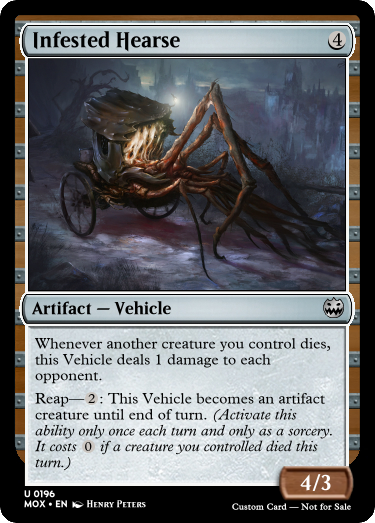 Infested Hearse 4
Artifact — Vehicle
Whenever another creature you control dies,
this Vehicle deals 1 damage to each
opponent.
Reap—2: This Vehicle becomes an artifact
creature until end of turn. (Activate this
ability only once each turn and only as a sorcery.
It costs 0 if a creature you controlled died this
turn.)
4/3
U 0196
MOX • EN Henry Peters
Custom Card — Not for Sale